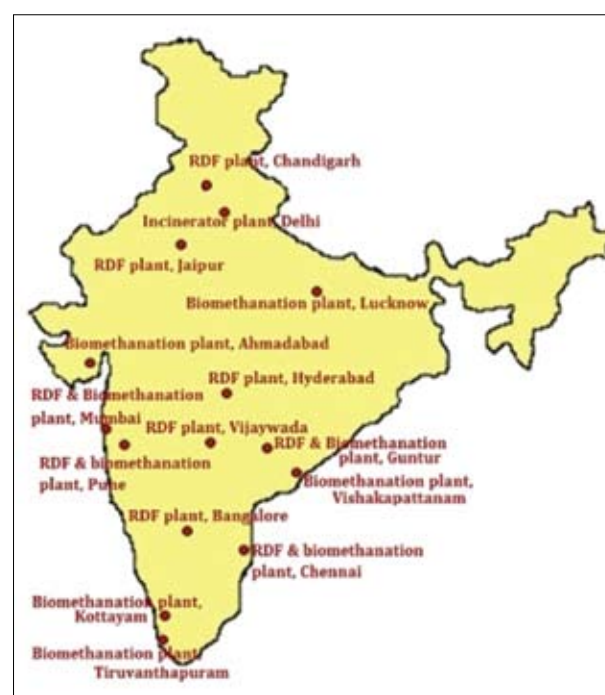 RDF plant, Chandigarh
Incinerator plant, Delhi
RDF plant, Jaipur
Biomethanation plant, Lucknow
Biomethanation plant, Ahmadabad
RDF plant, Hyderabad
RDF & Biomethanation
plant, Mumbai
RDF plant, Vijaywada
RDF & Biomethanation
plant, Guntur
RDF & biomethanation
plant, Pune
Biomethanation plant,
Vishakapattanam
RDF plant, Bangalore
RDF & biomethanation
plant, Chennai
Biomethanation plant,
Kottayam
Biomethanation plant,
Tiruvanthapuram